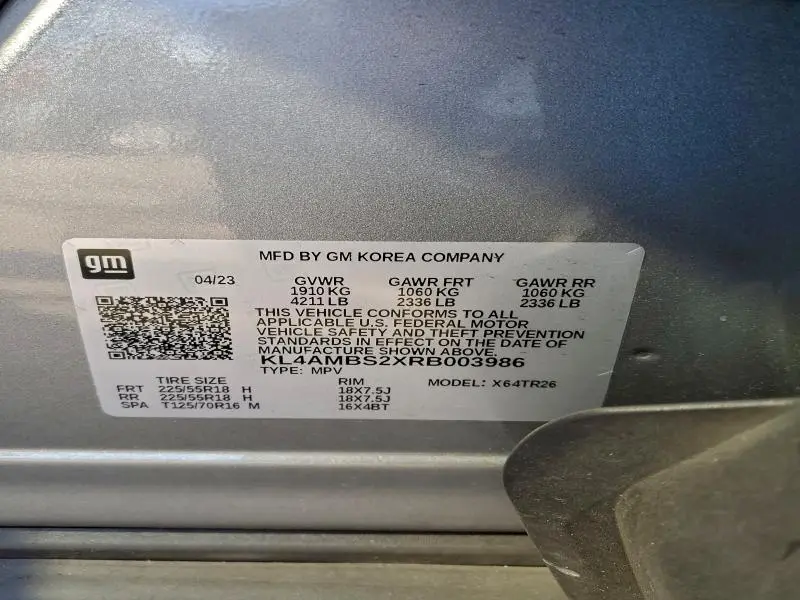 gm
MFD BY GM KOREA COMPANY
04/23 GVWR GAWR FRT GAWR RR
1910 KG 1060 KG 1060 KG
4211 LB 2336 LB 2336 LB
THIS VEHICLE CONFORMS TO ALL
APPLICABLE U.S. FEDERAL MOTOR
VEHICLE SAFETY AND THEFT PREVENTION
STANDARDS IN EFFECT ON THE DATE OF
MANUFACTURE SHOWN ABOVE.
KL4AMBS2XRB003986
TYPE: MPV
TIRE SIZE RIM MODEL: X64TR26
FRT 225/55R18 H 18X7.5J
RR 225/55R18 H 18X7.5J
SPA T125/70R16 M 16X4BT